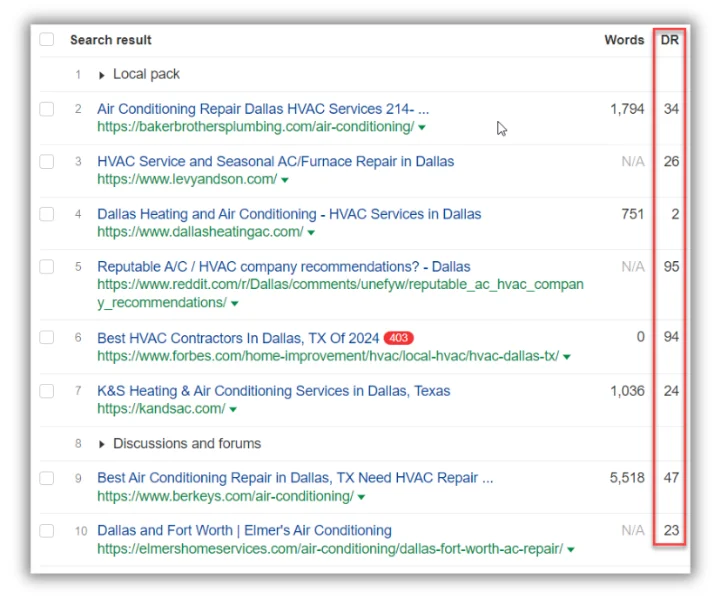 Search result Words DR
1 Local pack
2 Air Conditioning Repair Dallas HVAC Services 214- ... 1,794 34
https://bakerbrothersplumbing.com/air-conditioning/
3 HVAC Service and Seasonal AC/Furnace Repair in Dallas N/A 26
https://www.levyandson.com/
4 Dallas Heating and Air Conditioning - HVAC Services in Dallas 751 2
https://www.dallasheatingac.com/
5 Reputable A/C / HVAC company recommendations? - Dallas N/A 95
https://www.reddit.com/r/Dallas/comments/unefyw/reputable_ac_hvac_compan
y_recommendations/
6 Best HVAC Contractors In Dallas, TX Of 2024 403 0 94
https://www.forbes.com/home-improvement/hvac/local-hvac/hvac-dallas-tx/
7 K&S Heating & Air Conditioning Services in Dallas, Texas 1,036 24
https://kandsac.com/
8 Discussions and forums
9 Best Air Conditioning Repair in Dallas, TX Need HVAC Repair ... 5,518 47
https://www.berkeys.com/air-conditioning/
10 Dallas and Fort Worth | Elmer's Air Conditioning N/A 23
https://elmershomeservices.com/air-conditioning/dallas-fort-worth-ac-repair/